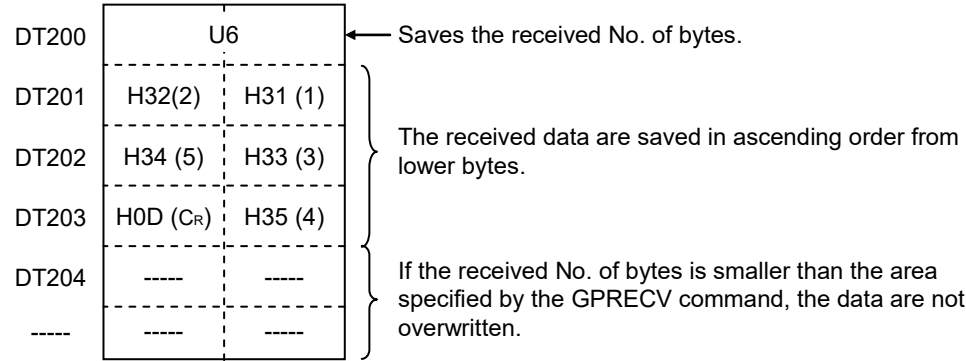 DT200 U6 Saves the received No. of bytes.
DT201 H32(2) H31 (1)
The received data are saved in ascending order from
DT202 H34 (5) H33 (3)
lower bytes.
DT203 H0D (CR) H35 (4)
DT204 ----- -----
If the received No. of bytes is smaller than the area
specified by the GPRECV command, the data are not
overwritten.
----- ----- -----